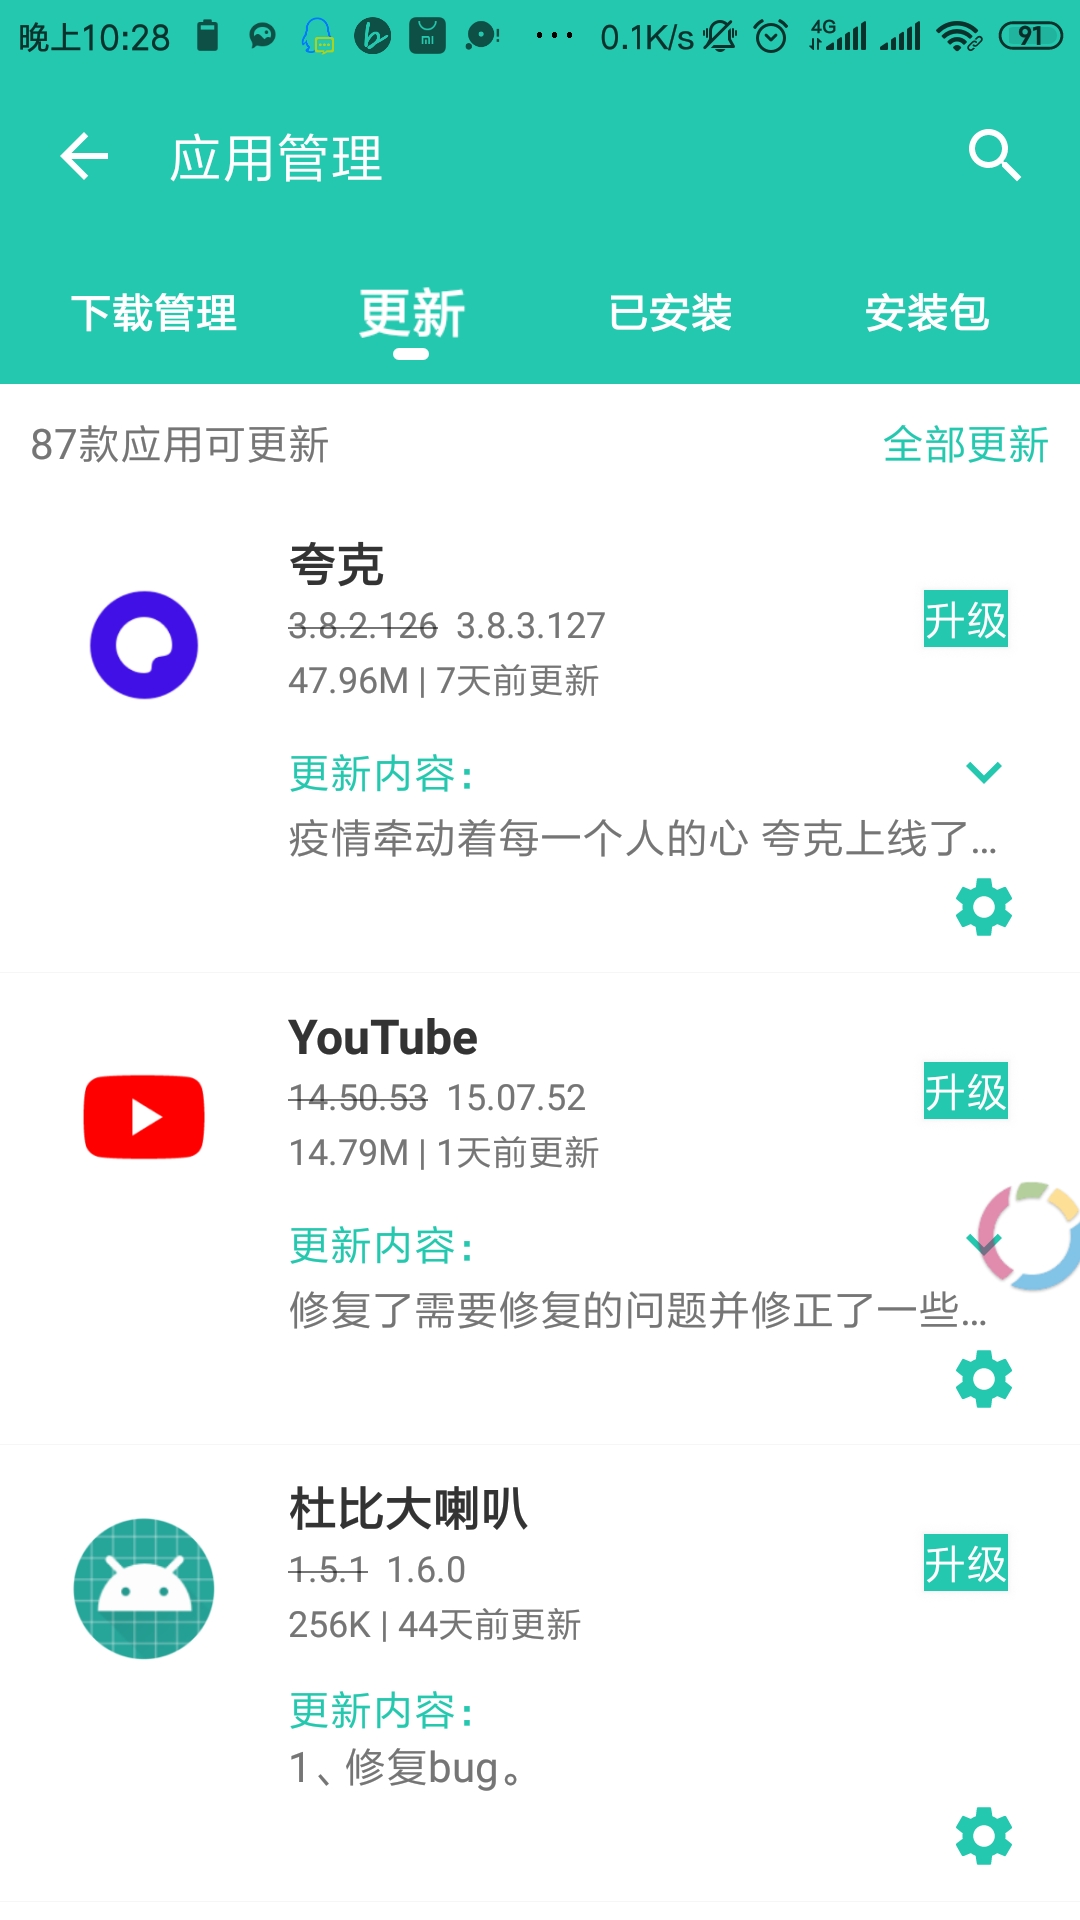 晚上10:28 0.1K/s 4G 91
应用管理
下载管理 更新 已安装 安装包
87款应用可更新 全部更新
夸克
3.8.2.126 3.8.3.127 升级
47.96M | 7天前更新
更新内容：
疫情牵动着每一个人的心 夸克上线了...
YouTube
14.50.53 15.07.52 升级
14.79M | 1天前更新
更新内容：
修复了需要修复的问题并修正了一些...
杜比大喇叭
1.5.1 1.6.0 升级
256K | 44天前更新
更新内容：
1、修复bug。